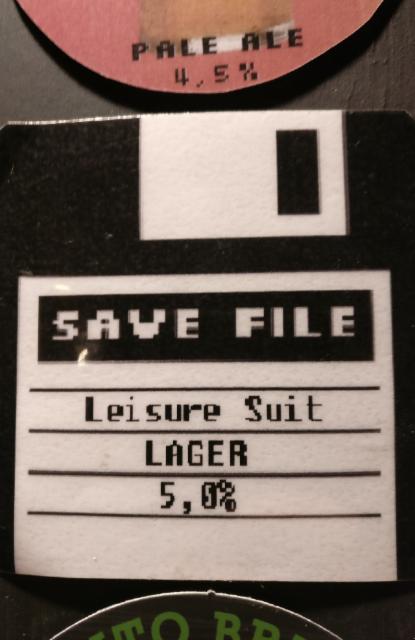 PALE ALE
4,5%
SAVE FILE
Leisure Suit
LAGER
5,0%